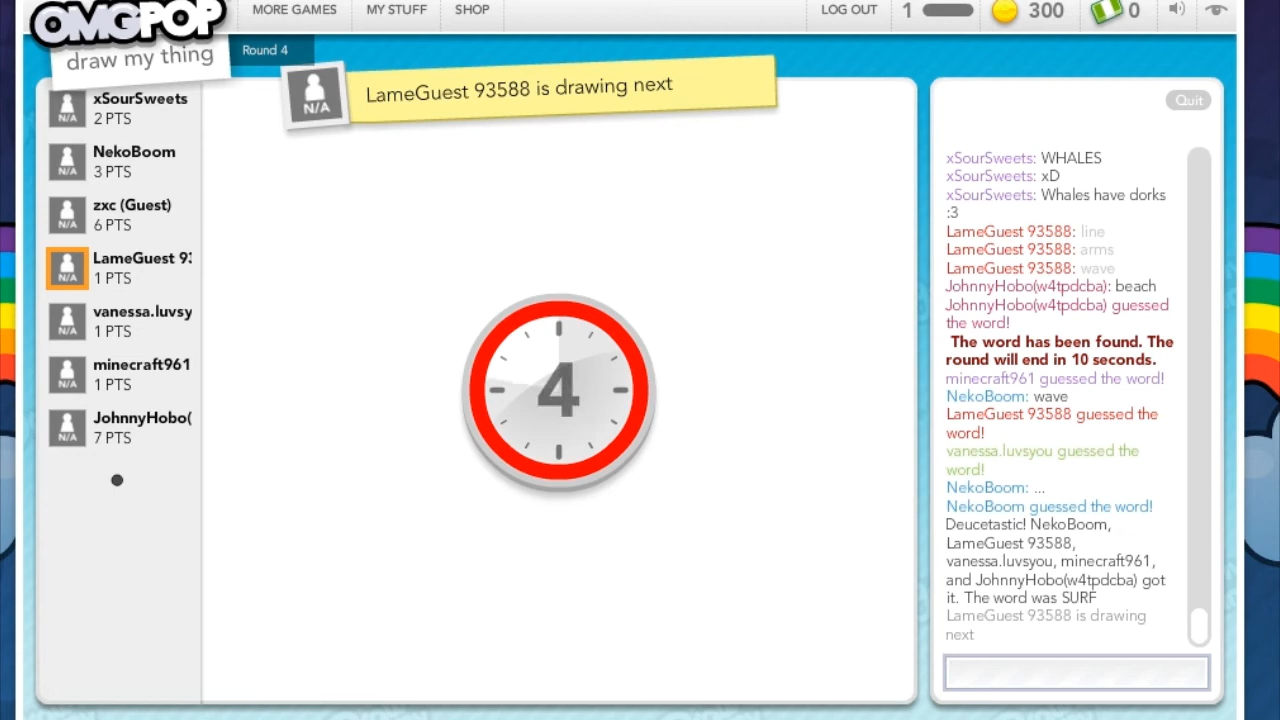 OMGPOP
MORE GAMES
MY STUFF
SHOP
LOG OUT
1
300
0
draw my thing
Round 4
N/A
LameGuest 93588 is drawing next
N/A
xSourSweets
2 PTS
N/A
NekoBoom
3 PTS
N/A
zxc (Guest)
6 PTS
N/A
LameGuest 93
1 PTS
N/A
vanessa.luvsy
1 PTS
N/A
minecraft961
1 PTS
N/A
JohnnyHobo(
7 PTS
4
Quit
xSourSweets: WHALES
xSourSweets: xD
xSourSweets: Whales have dorks
:3
LameGuest 93588: line
LameGuest 93588: arms
LameGuest 93588: wave
JohnnyHobo(w4tpdcba): beach
JohnnyHobo(w4tpdcba) guessed
the word!
The word has been found. The
round will end in 10 seconds.
minecraft961 guessed the word!
NekoBoom: wave
LameGuest 93588 guessed the
word!
vanessa.luvsyou guessed the
word!
NekoBoom: ...
NekoBoom guessed the word!
Deucetastic! NekoBoom,
LameGuest 93588,
vanessa.luvsyou, minecraft961,
and JohnnyHobo(w4tpdcba) got
it. The word was SURF
LameGuest 93588 is drawing
next